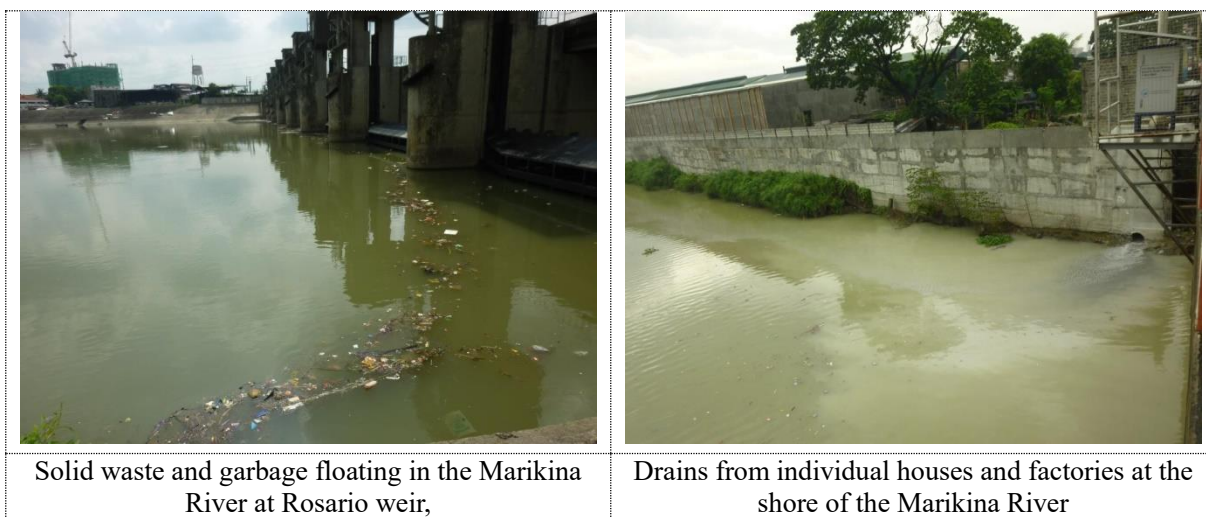 Solid waste and garbage floating in the Marikina
River at Rosario weir,
Drains from individual houses and factories at the
shore of the Marikina River